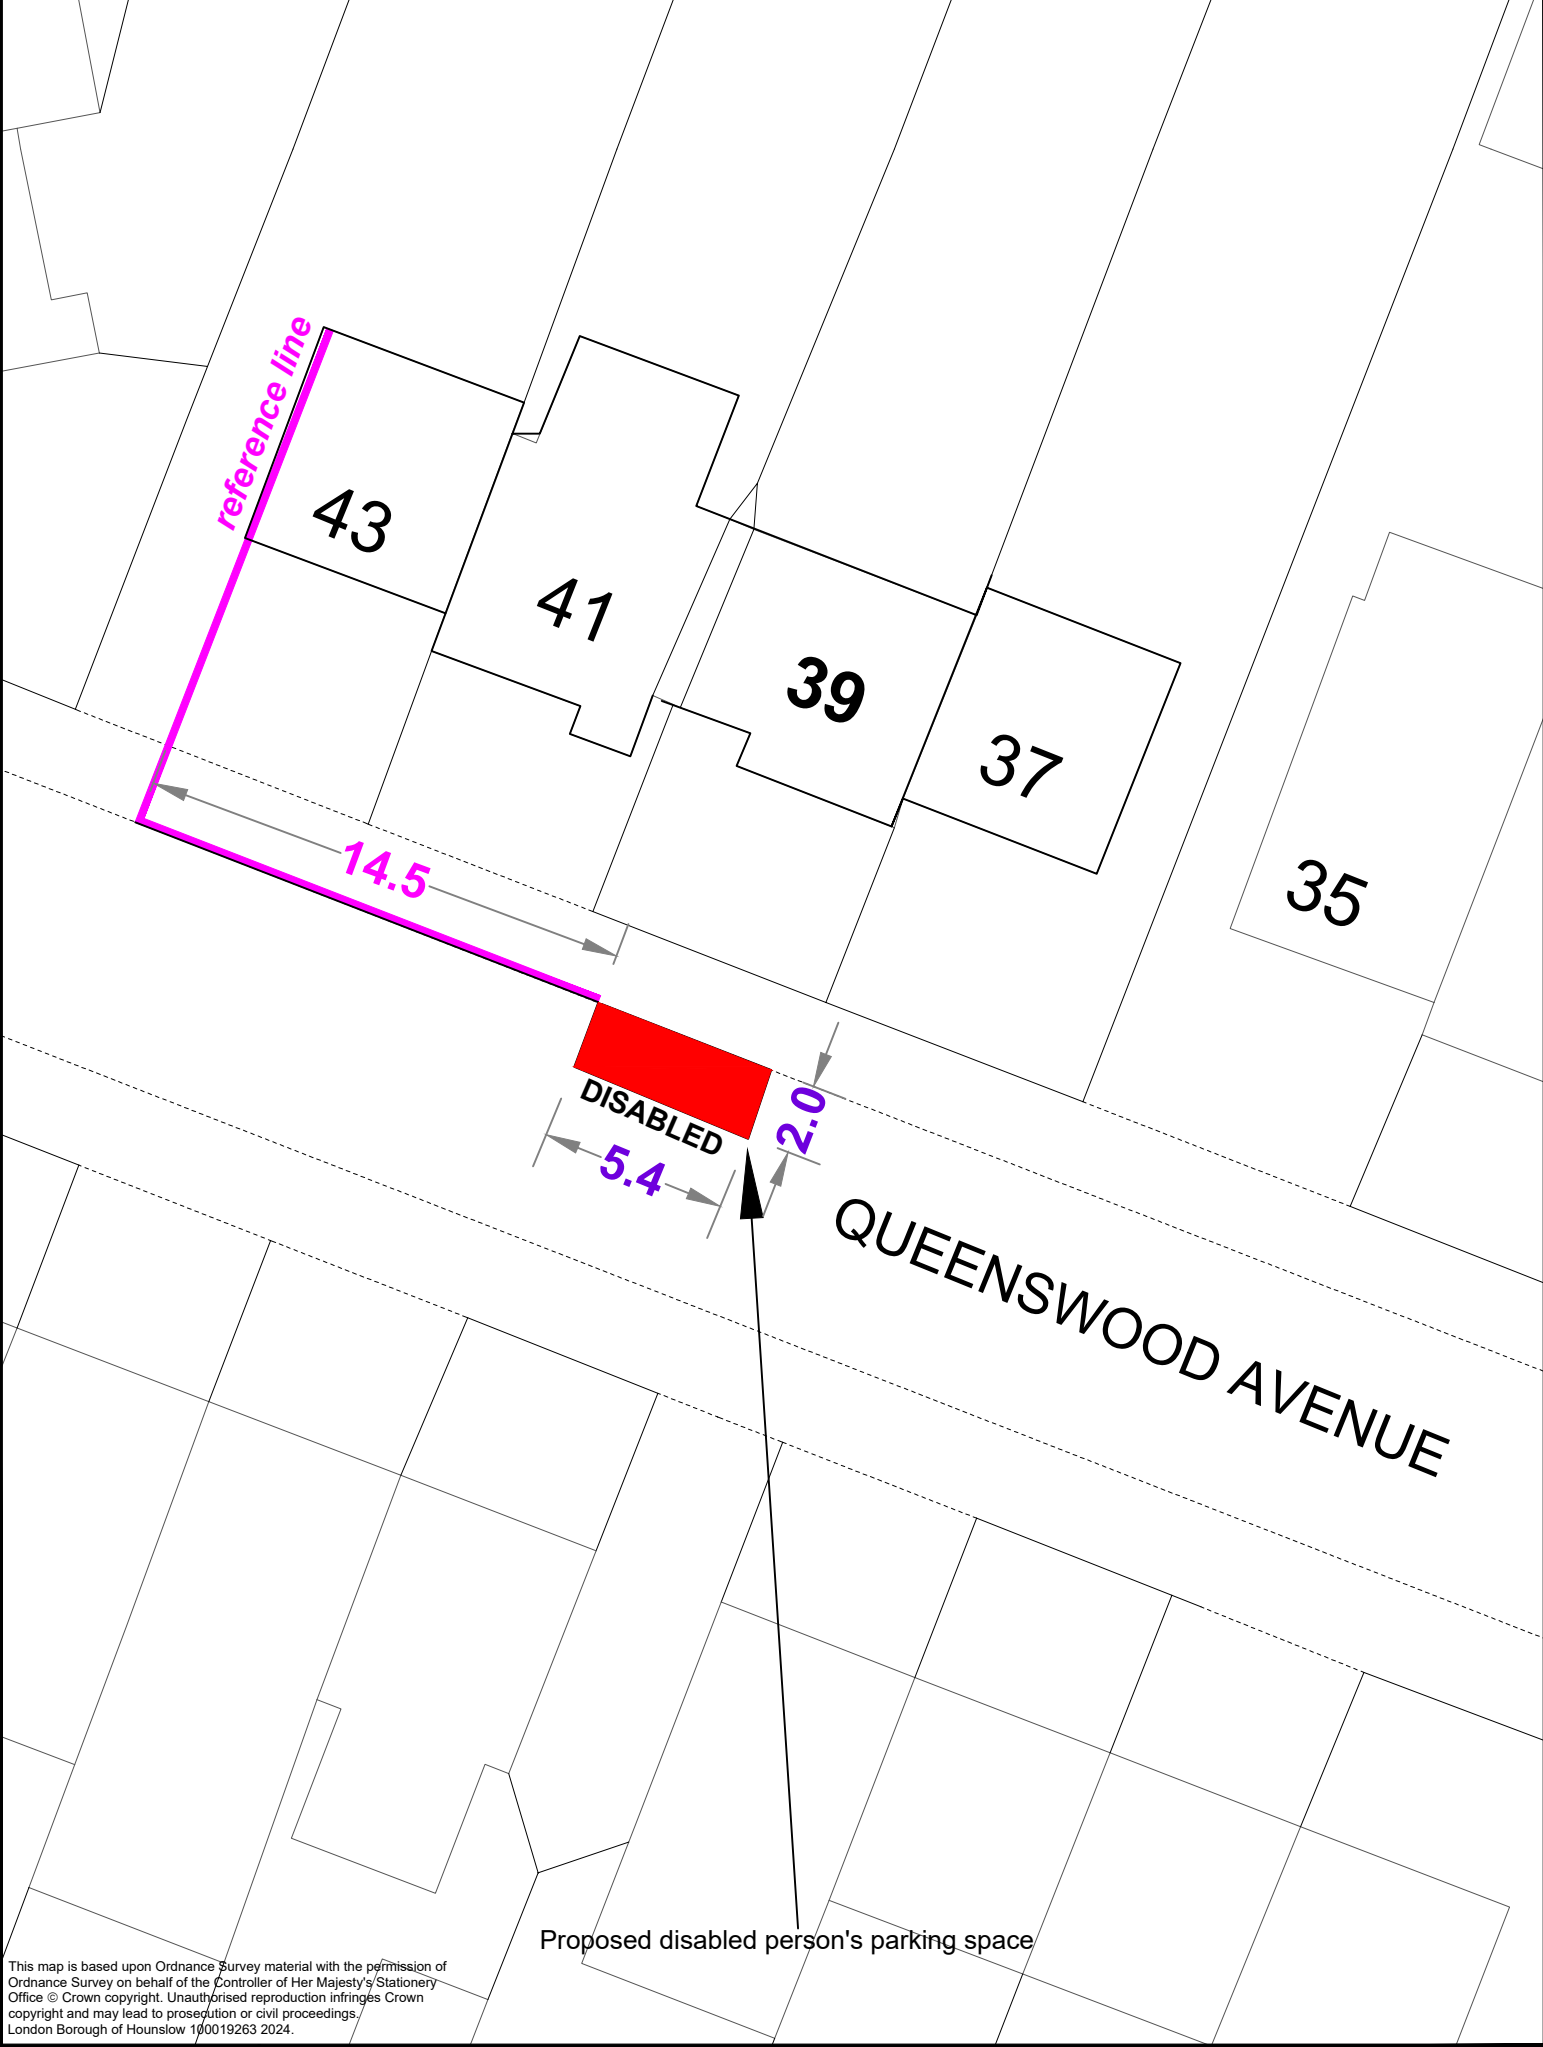 reference line
43
41
39
37
35
14.5
DISABLED
5.4
2.0
QUEENSWOOD AVENUE
Proposed disabled person's parking space
This map is based upon Ordnance Survey material with the permission of
Ordnance Survey on behalf of the Controller of Her Majesty's Stationery
Office © Crown copyright. Unauthorised reproduction infringes Crown
copyright and may lead to prosecution or civil proceedings.
London Borough of Hounslow 100019263 2024.